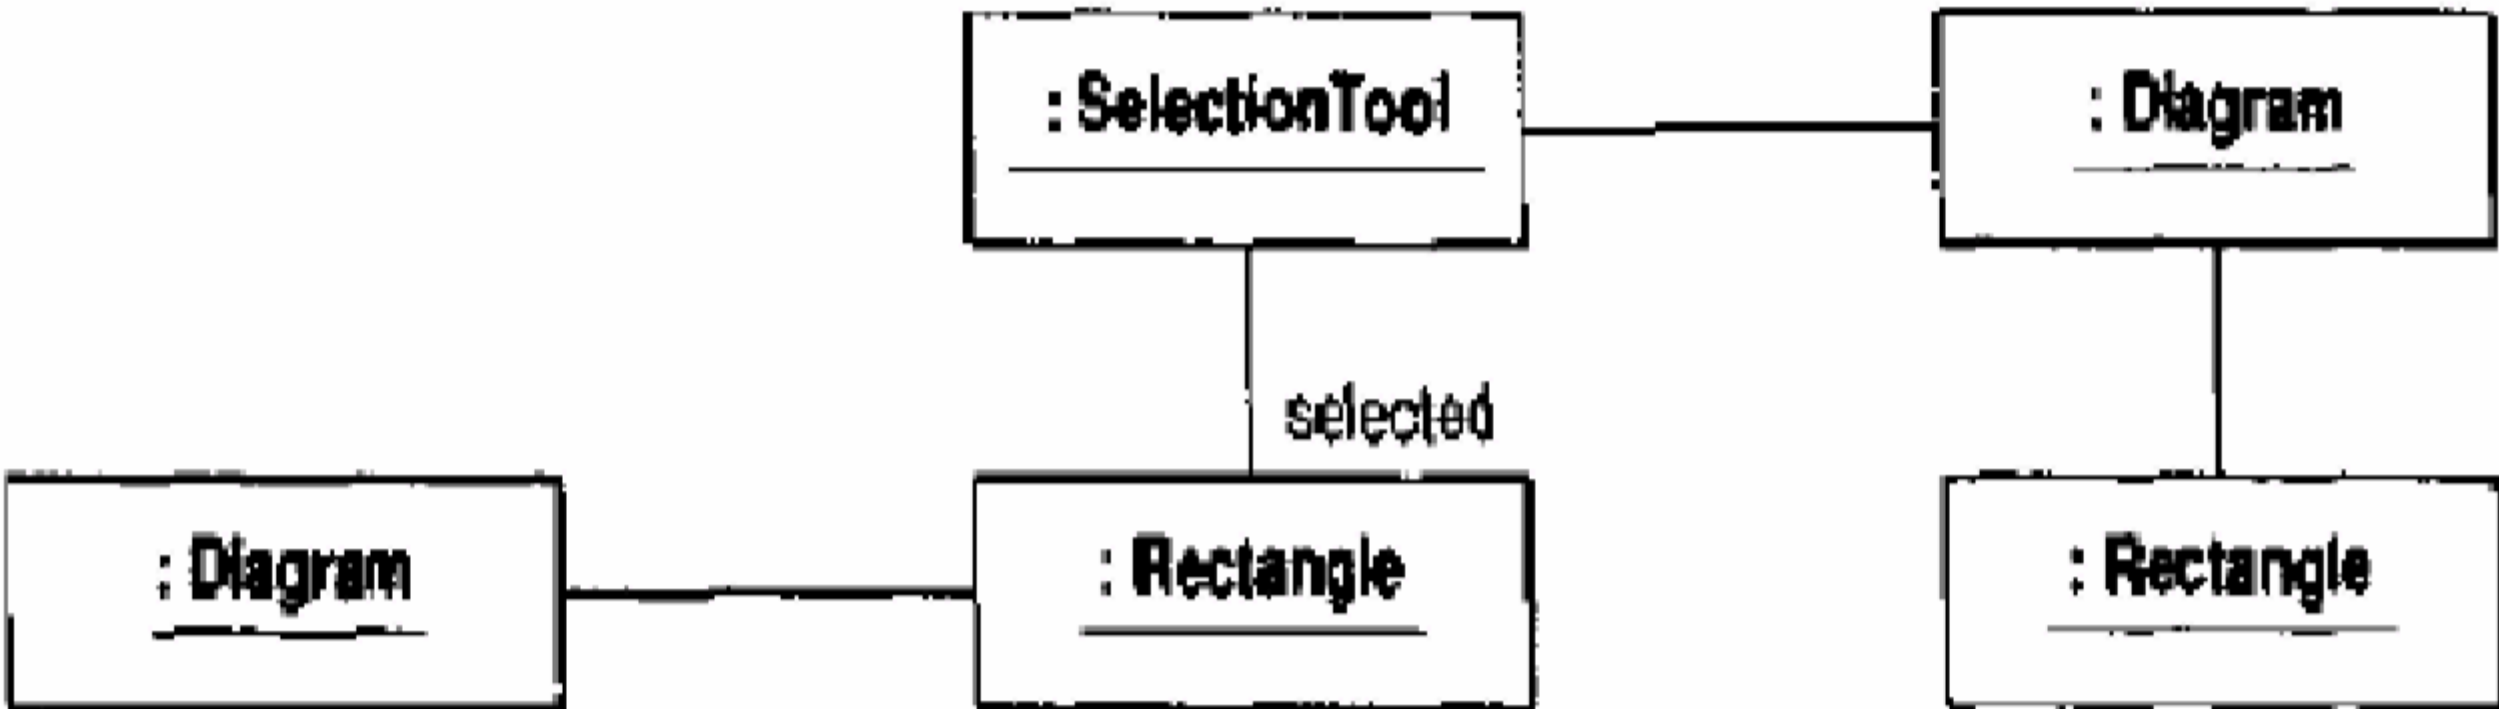 : SelectionTool
: Diagram
selected
: Diagram
: Rectangle
: Rectangle